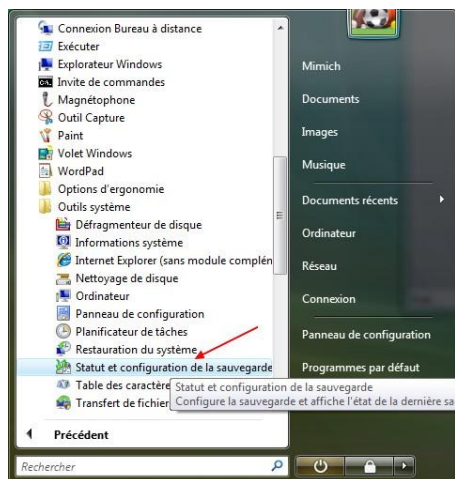 Connexion Bureau à distance
Exécuter
Explorateur Windows
Invite de commandes
Magnétophone
Outil Capture
Paint
Volet Windows
WordPad
Options d'ergonomie
Outils système
Défragmenteur de disque
Informations système
Internet Explorer (sans module complén
Nettoyage de disque
Ordinateur
Panneau de configuration
Planificateur de tâches
Restauration du système
Statut et configuration de la sauvegarde
Table des caractère
Transfert de fichier
Statut et configuration de la sauvegarde
Configure la sauvegarde et affiche l'état de la dernière sa
Précédent
Rechercher
Mimich
Documents
Images
Musique
Documents récents
Ordinateur
Réseau
Connexion
Panneau de configuration
Programmes par défaut